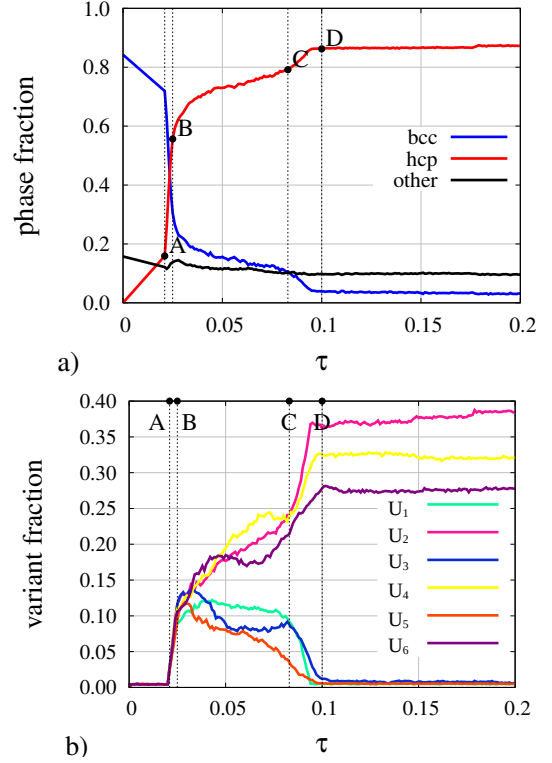 1.0
0.8
0.6
0.4
0.2
0.0
phase fraction
A
B
C
D
bcc
hcp
other
0
0.05
0.1
0.15
0.2
τ
a)
0.40
0.35
0.30
0.25
0.20
0.15
0.10
0.05
0.00
variant fraction
A B C D
U1
U2
U3
U4
U5
U6
0
0.05
0.1
0.15
0.2
τ
b)